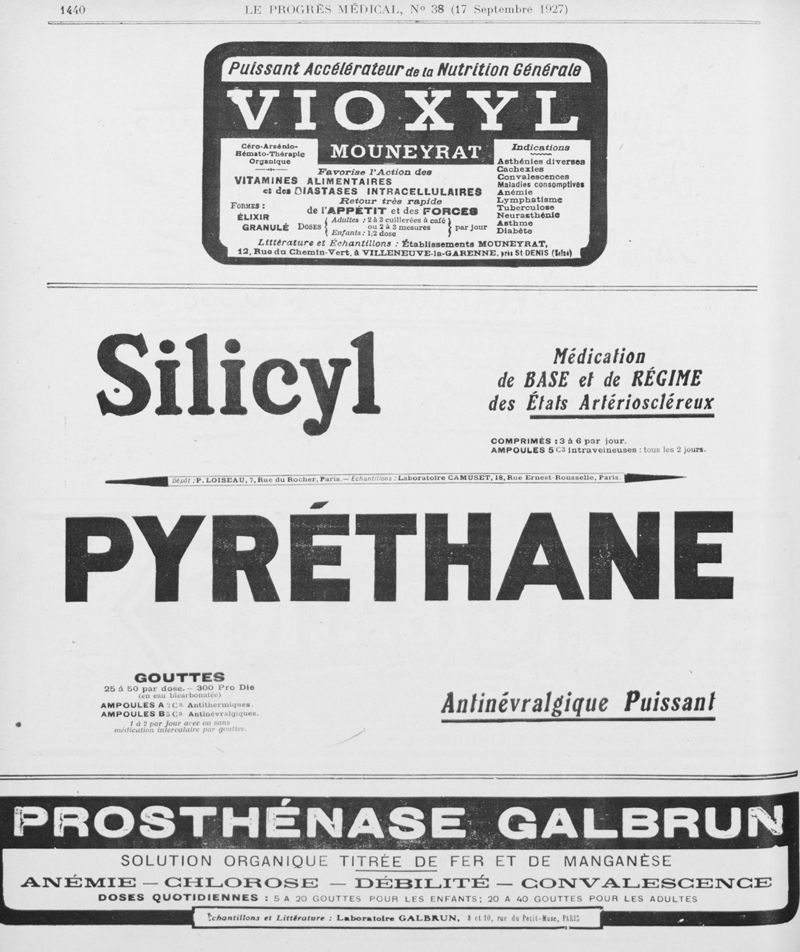 1440 LE PROGRÈS MÉDICAL, No 38 (17 Septembre 1927)
Puissant Accélérateur de la Nutrition Générale
VIOXYL
MOUNEYRAT
Céro-Arsénio-
Hémato-Thérapie
Organique
Favorise l'Action des
VITAMINES ALIMENTAIRES
et des DIASTASES INTRACELLULAIRES
Retour très rapide
de l'APPÉTIT et des FORCES
FORMES :
ÉLIXIR
GRANULÉ
DOSES { Adultes : 2 à 3 cuillerées à café
ou 2 à 3 mesures
Enfants : 1/2 dose } par jour
Indications
Asthénies diverses
Cachexies
Convalescences
Maladies consomptives
Anémie
Lymphatisme
Tuberculose
Neurasthénie
Asthme
Diabète
Littérature et Échantillons : Établissements MOUNEYRAT,
12, Rue du Chemin-Vert, à VILLENEUVE-la-GARENNE, près St-DENIS (Seine)
Silicyl
Médication
de BASE et de RÉGIME
des États Artérioscléreux
COMPRIMÉS : 3 à 6 par jour.
AMPOULES 5 c3 intraveineuses : tous les 2 jours.
Dépôt : P. LOISEAU, 7, Rue du Rocher, Paris. — Échantillons : Laboratoire CAMUSET, 18, Rue Ernest-Rousselle, Paris.
PYRÉTHANE
GOUTTES
25 à 50 par dose. — 300 Pro Die
(en eau bicarbonatée)
AMPOULES A 2 c3. Antithermiques.
AMPOULES B 5 c3. Antinévralgiques.
1 à 2 par jour avec ou sans
médication intercalaire par gouttes.
Antinévralgique Puissant
PROSTHÉNASE GALBRUN
SOLUTION ORGANIQUE TITRÉE DE FER ET DE MANGANÈSE
ANÉMIE — CHLOROSE — DÉBILITÉ — CONVALESCENCE
DOSES QUOTIDIENNES : 5 A 20 GOUTTES POUR LES ENFANTS; 20 A 40 GOUTTES POUR LES ADULTES
Échantillons et Littérature : Laboratoire GALBRUN, 8 et 10, rue du Petit-Musc, PARIS